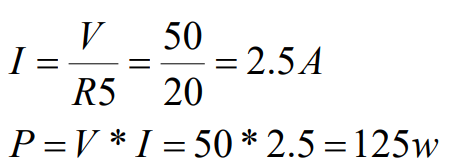 I = V/R5 = 50/20 = 2.5A
P = V * I = 50 * 2.5 = 125w